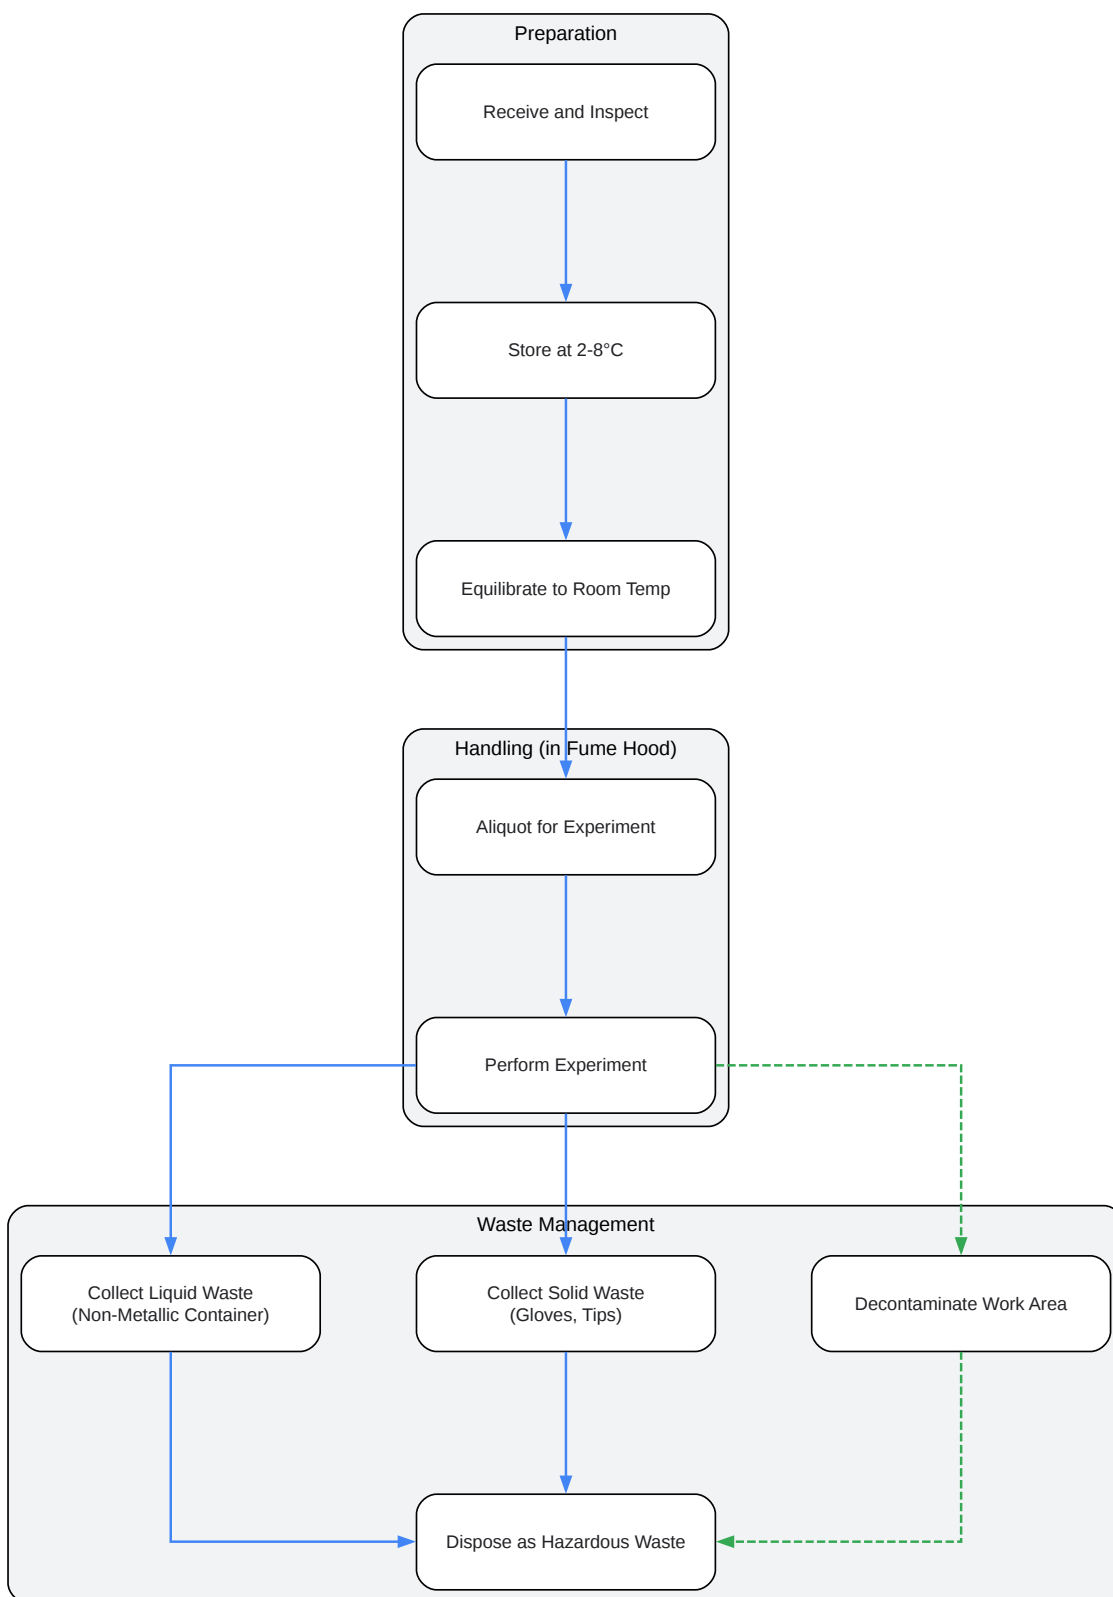 Preparation
Receive and Inspect
Store at 2-8°C
Equilibrate to Room Temp
Handling (in Fume Hood)
Aliquot for Experiment
Perform Experiment
Waste Management
Collect Liquid Waste
(Non-Metallic Container)
Collect Solid Waste
(Gloves, Tips)
Decontaminate Work Area
Dispose as Hazardous Waste